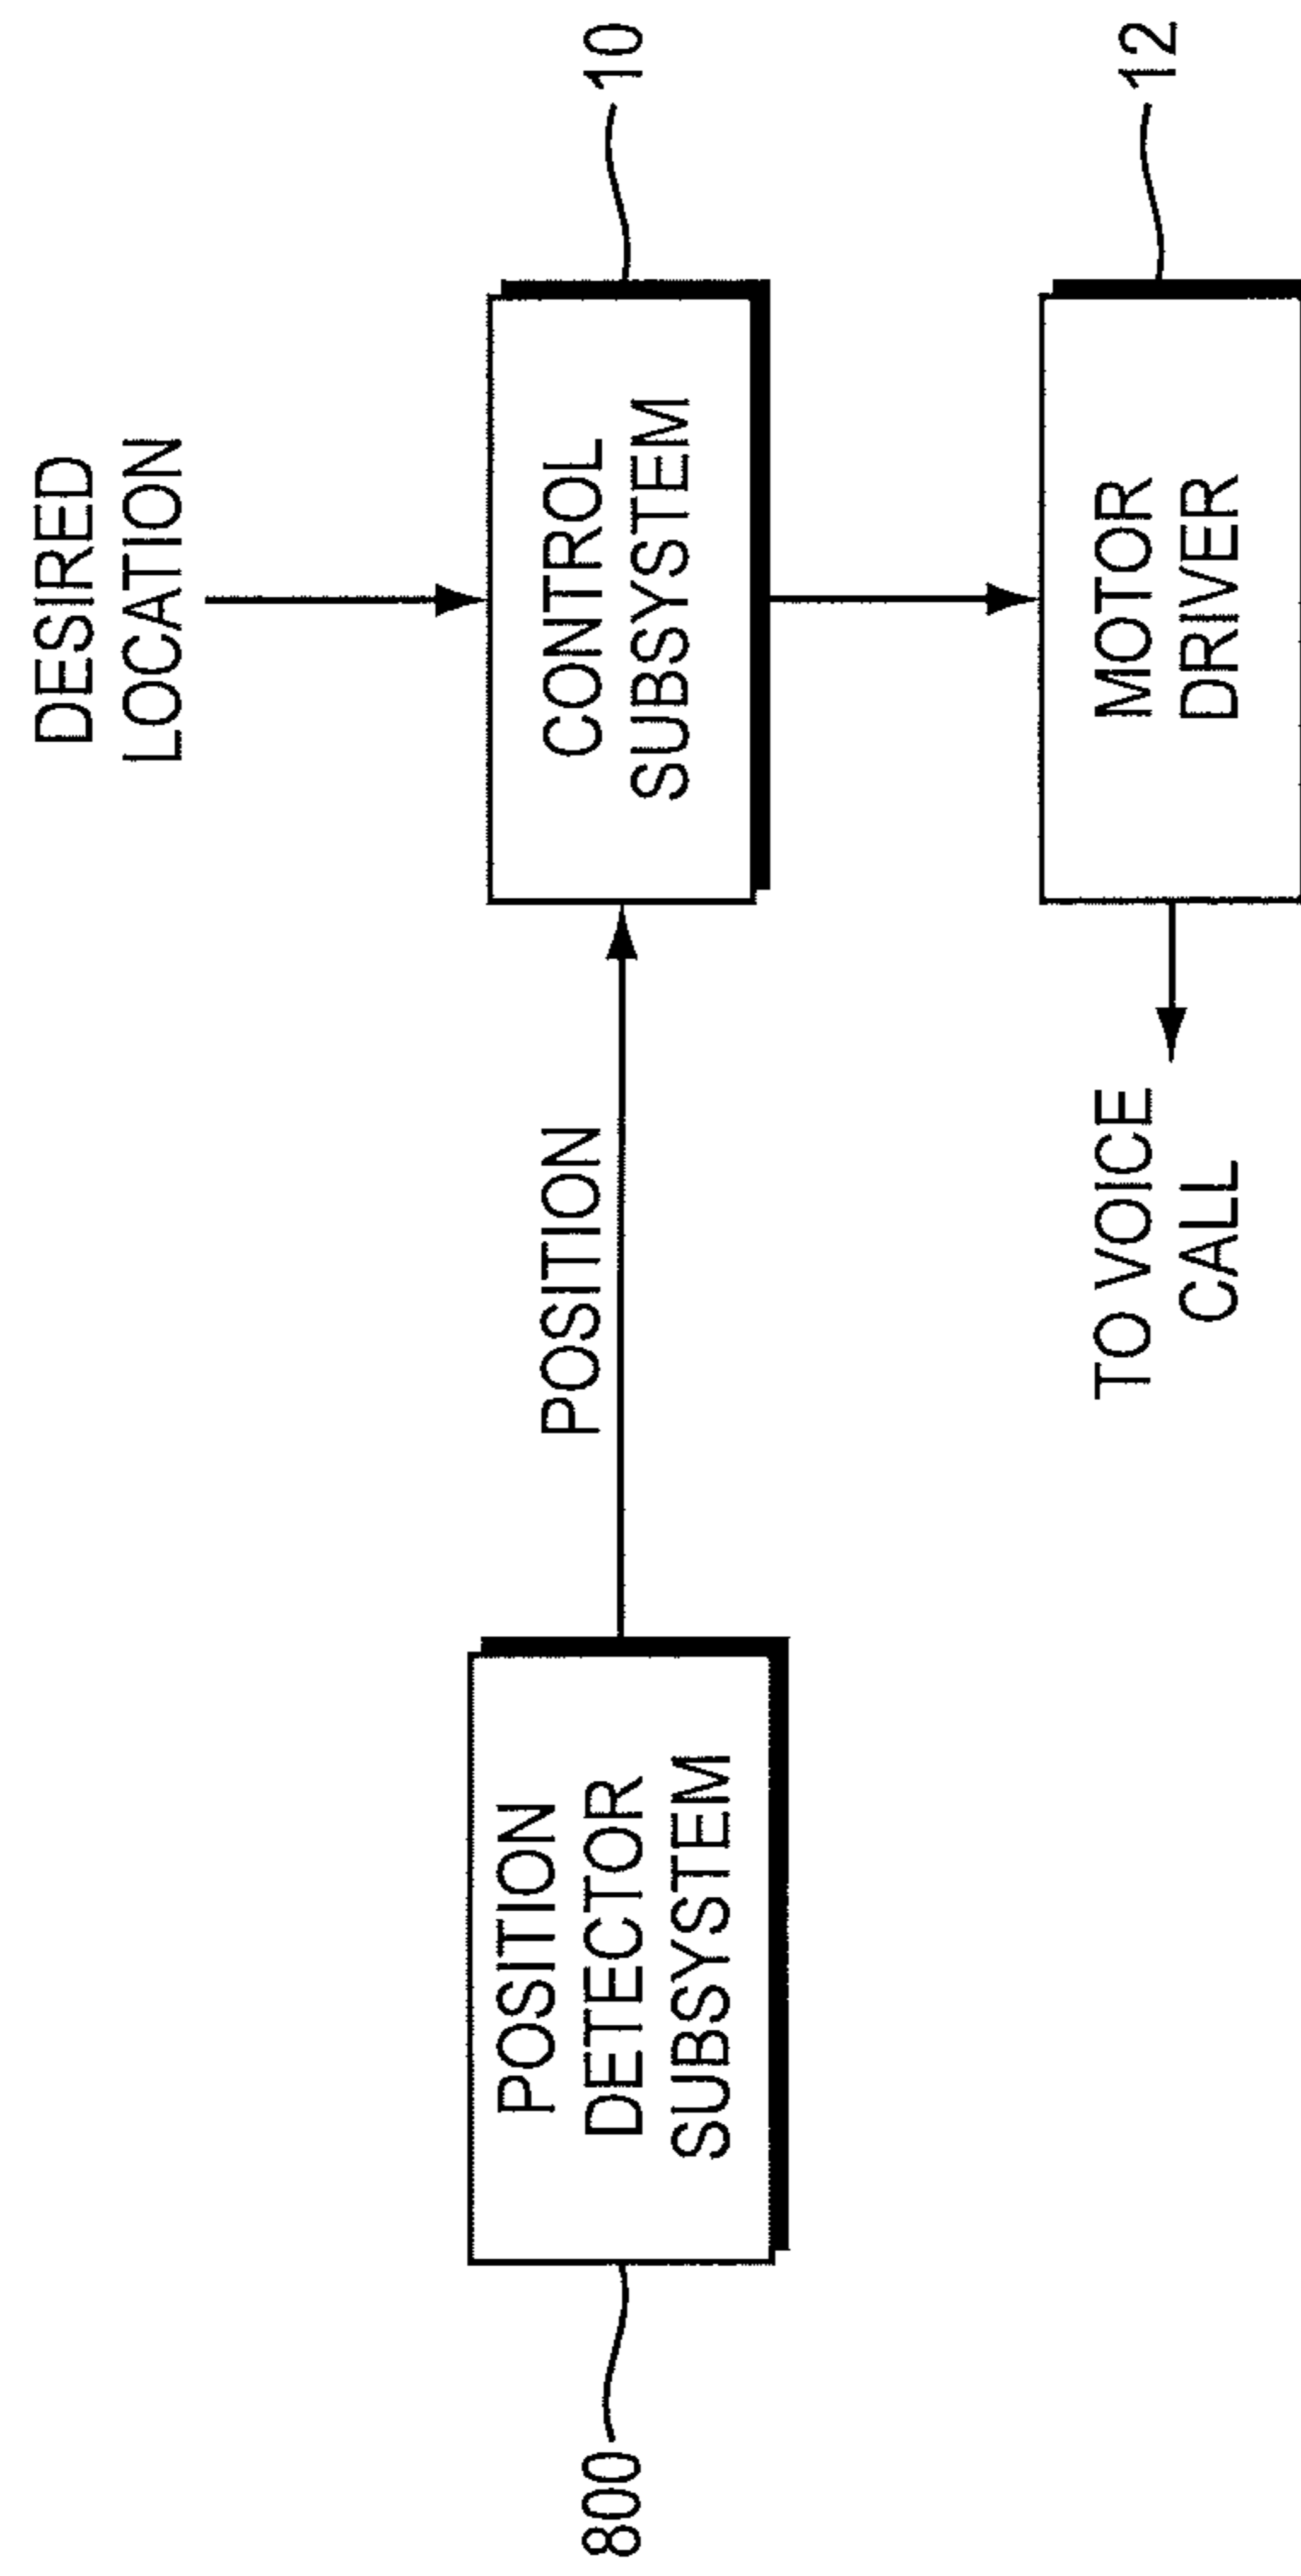 DESIRED
LOCATION
10
CONTROL
SUBSYSTEM
POSITION
POSITION
DETECTOR
SUBSYSTEM
800
12
MOTOR
DRIVER
TO VOICE
CALL